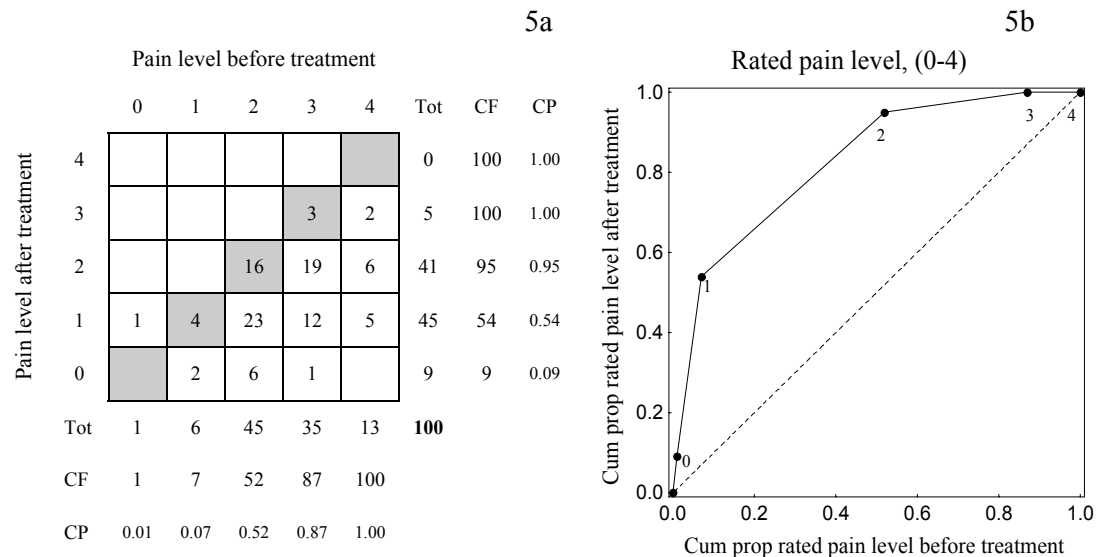 5a
Pain level before treatment
0 1 2 3 4 Tot CF CP
Pain level after treatment
4 0 100 1.00
3 3 2 5 100 1.00
2 16 19 6 41 95 0.95
1 1 4 23 12 5 45 54 0.54
0 2 6 1 9 9 0.09
Tot 1 6 45 35 13 100
CF 1 7 52 87 100
CP 0.01 0.07 0.52 0.87 1.00
5b
Rated pain level, (0-4)
Cum prop rated pain level after treatment
1.0
0.8
0.6
0.4
0.2
0.0
0
1
2
3
4
0.0 0.2 0.4 0.6 0.8 1.0
Cum prop rated pain level before treatment